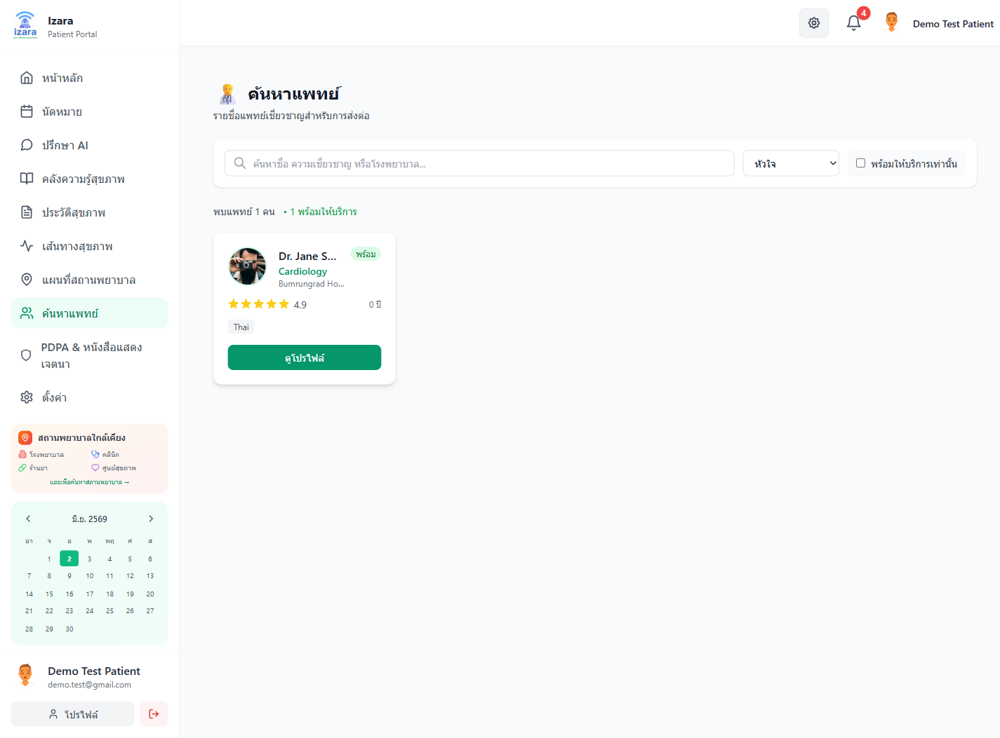 izara
Izara
Patient Portal
4
Demo Test Patient
หน้าหลัก
นัดหมาย
ปรึกษา AI
คลังความรู้สุขภาพ
ประวัติสุขภาพ
เส้นทางสุขภาพ
แผนที่สถานพยาบาล
ค้นหาแพทย์
PDPA & หนังสือแสดง
เจตนา
ตั้งค่า
สถานพยาบาลใกล้เคียง
โรงพยาบาล
คลินิก
ร้านยา
ศูนย์สุขภาพ
แตะเพื่อค้นหาสถานพยาบาล →
มิ.ย. 2569
อา จ อ พ พฤ ศ ส
1 2 3 4 5 6
7 8 9 10 11 12 13
14 15 16 17 18 19 20
21 22 23 24 25 26 27
28 29 30
Demo Test Patient
demo.test@gmail.com
โปรไฟล์
ค้นหาแพทย์
รายชื่อแพทย์เชี่ยวชาญสำหรับการส่งต่อ
ค้นหาชื่อ ความเชี่ยวชาญ หรือโรงพยาบาล...
หัวใจ
พร้อมให้บริการเท่านั้น
พบแพทย์ 1 คน • 1 พร้อมให้บริการ
Dr. Jane S...
พร้อม
Cardiology
Bumrungrad Ho...
4.9
0 ปี
Thai
ดูโปรไฟล์